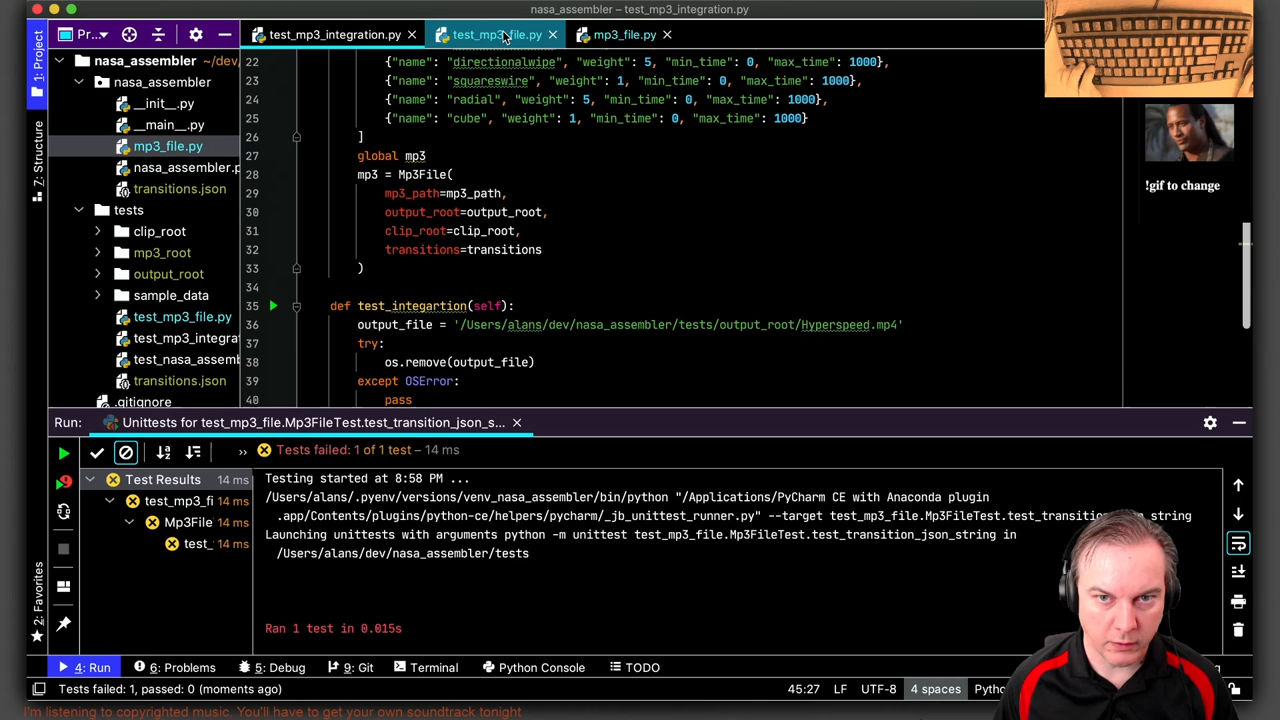 nasa_assembler – test_mp3_integration.py
Pr...
test_mp3_integration.py
test_mp3_file.py
mp3_file.py
1: Project
7: Structure
2: Favorites
nasa_assembler ~/dev/
nasa_assembler
__init__.py
__main__.py
mp3_file.py
nasa_assembler.p
transitions.json
tests
clip_root
mp3_root
output_root
sample_data
test_mp3_file.py
test_mp3_integra
test_nasa_assemb
transitions.json
.gitignore
22 {"name": "directionalwipe", "weight": 5, "min_time": 0, "max_time": 1000},
23 {"name": "squareswire", "weight": 1, "min_time": 0, "max_time": 1000},
24 {"name": "radial", "weight": 5, "min_time": 0, "max_time": 1000},
25 {"name": "cube", "weight": 1, "min_time": 0, "max_time": 1000}
26 ]
27 global mp3
28 mp3 = Mp3File(
29 mp3_path=mp3_path,
30 output_root=output_root,
31 clip_root=clip_root,
32 transitions=transitions
33 )
34
35 def test_integartion(self):
36 output_file = '/Users/alans/dev/nasa_assembler/tests/output_root/Hyperspeed.mp4'
37 try:
38 os.remove(output_file)
39 except OSError:
40 pass
!gif to change
Run: Unittests for test_mp3_file.Mp3FileTest.test_transition_json_s...
Tests failed: 1 of 1 test – 14 ms
Test Results 14 ms
test_mp3_fi 14 ms
Mp3File 14 ms
test_ 14 ms
Testing started at 8:58 PM ...
/Users/alans/.pyenv/versions/venv_nasa_assembler/bin/python "/Applications/PyCharm CE with Anaconda plugin
.app/Contents/plugins/python-ce/helpers/pycharm/_jb_unittest_runner.py" --target test_mp3_file.Mp3FileTest.test_transition_json_string
Launching unittests with arguments python -m unittest test_mp3_file.Mp3FileTest.test_transition_json_string in
/Users/alans/dev/nasa_assembler/tests
Ran 1 test in 0.015s
4: Run
6: Problems
5: Debug
9: Git
Terminal
Python Console
TODO
Tests failed: 1, passed: 0 (moments ago)
45:27
LF
UTF-8
4 spaces
Pytho
I'm listening to copyrighted music. You'll have to get your own soundtrack tonight